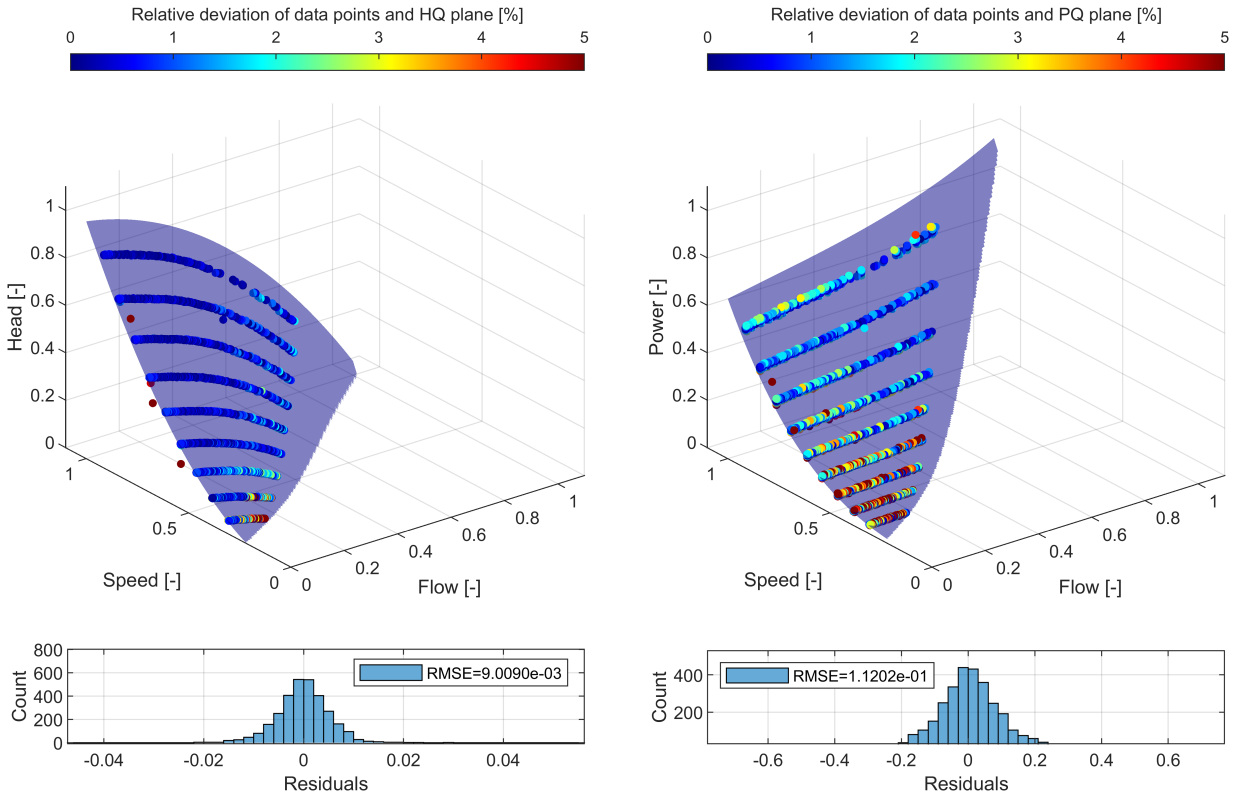 Relative deviation of data points and HQ plane [%]
0 1 2 3 4 5
1
0.8
0.6
0.4
0.2
0
Head [-]
1
0.5
0
Speed [-]
0
0.2
0.4
0.6
0.8
1
Flow [-]
Relative deviation of data points and PQ plane [%]
0 1 2 3 4 5
1
0.8
0.6
0.4
0.2
0
Power [-]
1
0.5
0
Speed [-]
0
0.2
0.4
0.6
0.8
1
Flow [-]
800
600
400
200
0
Count
RMSE=9.0090e-03
-0.04 -0.02 0 0.02 0.04
Residuals
400
200
Count
RMSE=1.1202e-01
-0.6 -0.4 -0.2 0 0.2 0.4 0.6
Residuals